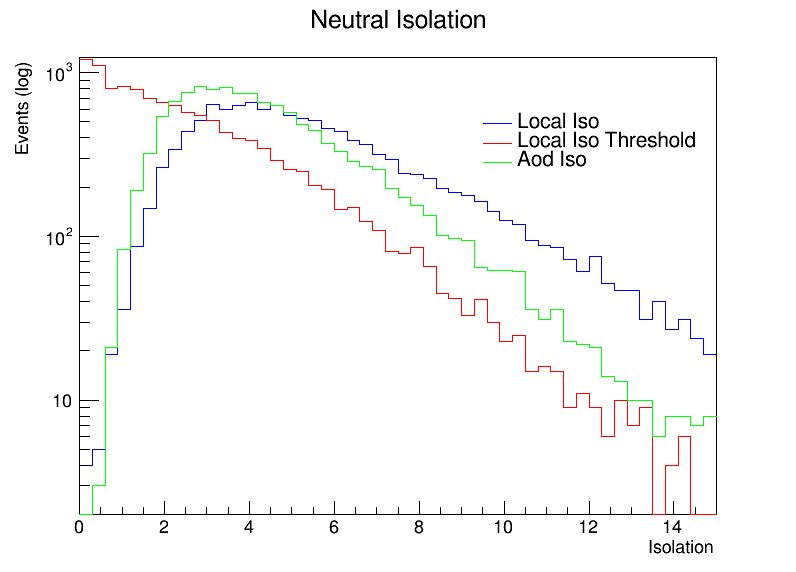 Neutral Isolation
Events (log)
10³
10²
10
Local Iso
Local Iso Threshold
Aod Iso
0 2 4 6 8 10 12 14
Isolation